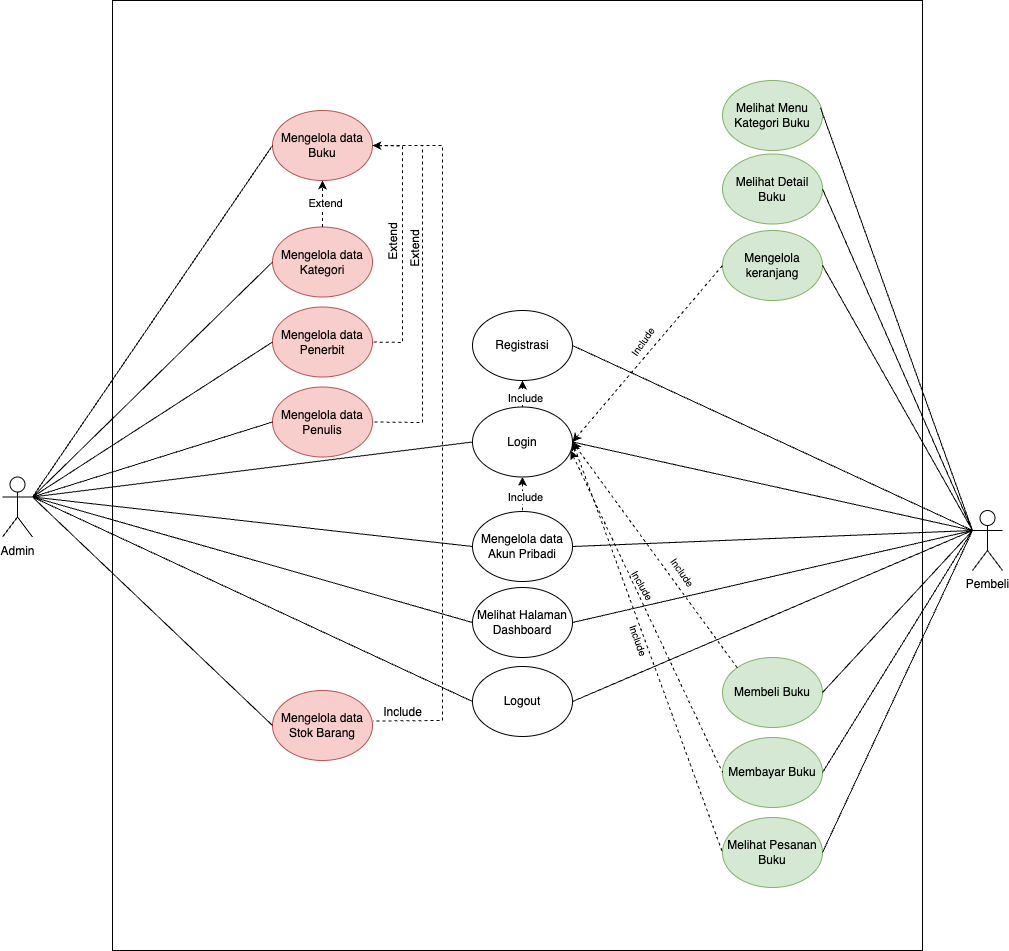 Melihat Menu
Kategori Buku
Mengelola data
Buku
Melihat Detail
Buku
Extend
Extend
Extend
Mengelola data
Kategori
Mengelola
keranjang
Mengelola data
Penerbit
Registrasi
Include
Include
Mengelola data
Penulis
Login
Include
Admin
Mengelola data
Akun Pribadi
Pembeli
Include
Include
Include
Melihat Halaman
Dashboard
Membeli Buku
Logout
Mengelola data
Stok Barang
Include
Membayar Buku
Melihat Pesanan
Buku